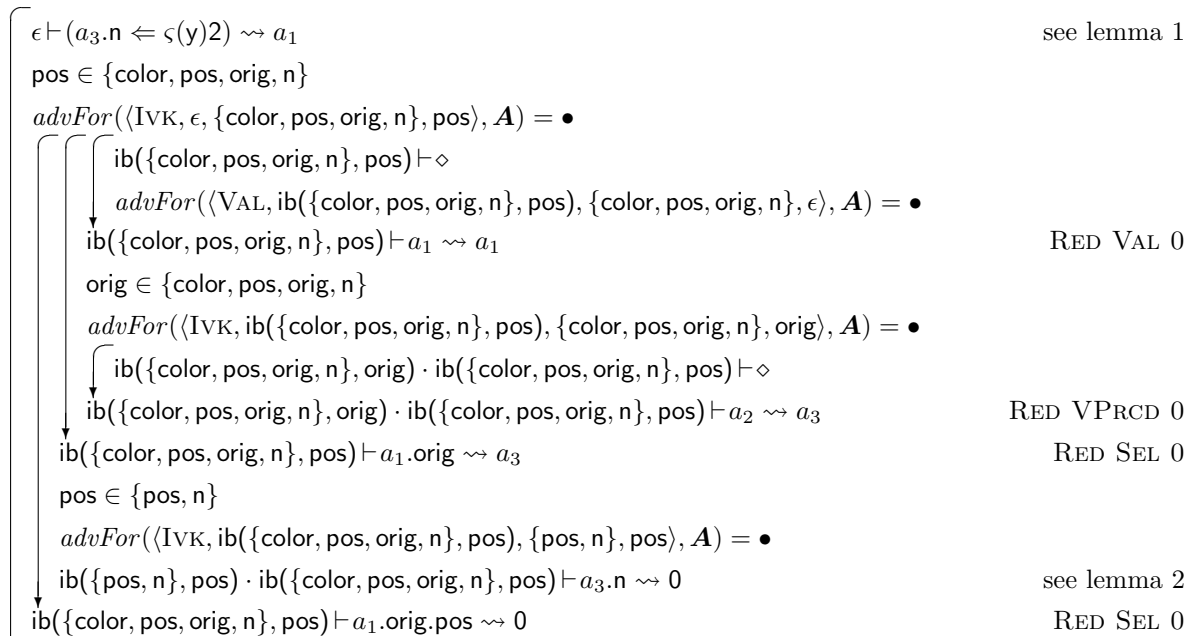 ϵ ⊢ (a₃.n ⇐ ς(y)2) ⇝ a₁ see lemma 1
pos ∈ {color, pos, orig, n}
advFor(⟨IVK, ϵ, {color, pos, orig, n}, pos⟩, A) = •
ib({color, pos, orig, n}, pos) ⊢ ⋄
advFor(⟨VAL, ib({color, pos, orig, n}, pos), {color, pos, orig, n}, ϵ⟩, A) = •
ib({color, pos, orig, n}, pos) ⊢ a₁ ⇝ a₁ RED VAL 0
orig ∈ {color, pos, orig, n}
advFor(⟨IVK, ib({color, pos, orig, n}, pos), {color, pos, orig, n}, orig⟩, A) = •
ib({color, pos, orig, n}, orig) · ib({color, pos, orig, n}, pos) ⊢ ⋄
ib({color, pos, orig, n}, orig) · ib({color, pos, orig, n}, pos) ⊢ a₂ ⇝ a₃ RED VPRCD 0
ib({color, pos, orig, n}, pos) ⊢ a₁.orig ⇝ a₃ RED SEL 0
pos ∈ {pos, n}
advFor(⟨IVK, ib({color, pos, orig, n}, pos), {pos, n}, pos⟩, A) = •
ib({pos, n}, pos) · ib({color, pos, orig, n}, pos) ⊢ a₃.n ⇝ 0 see lemma 2
ib({color, pos, orig, n}, pos) ⊢ a₁.orig.pos ⇝ 0 RED SEL 0